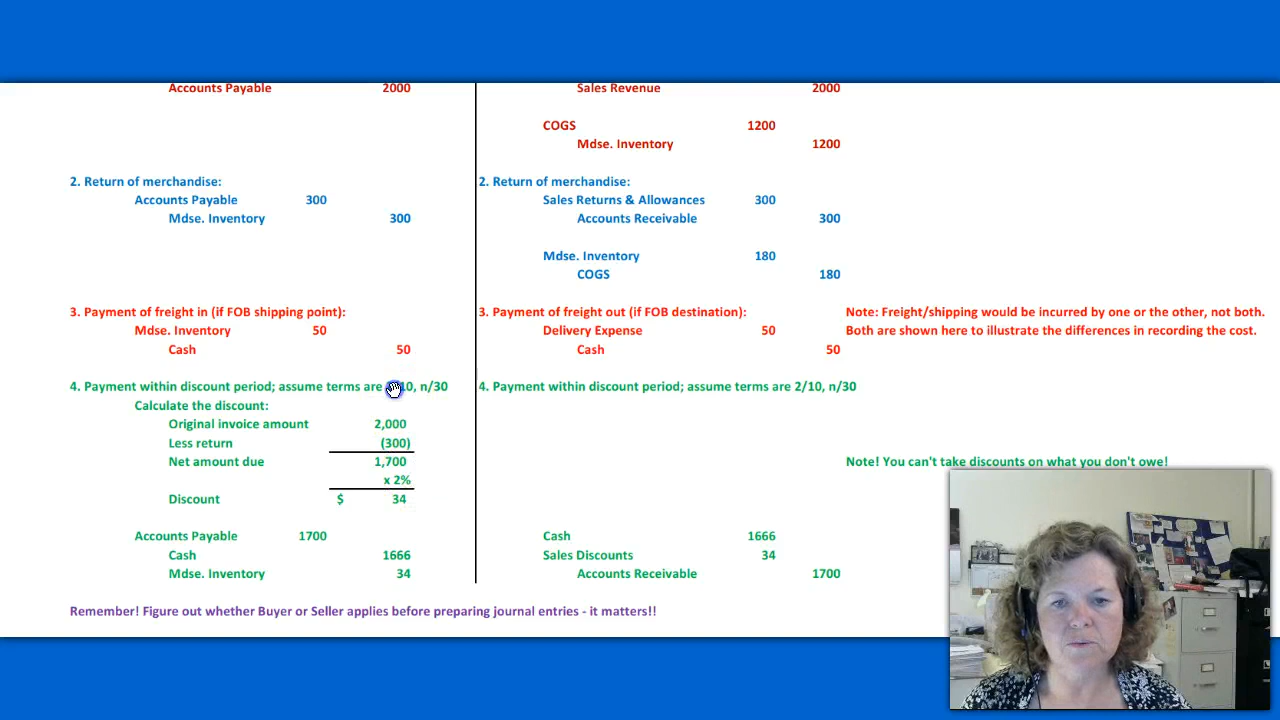 Accounts Payable 2000
Sales Revenue 2000
COGS 1200
Mdse. Inventory 1200
2. Return of merchandise:
Accounts Payable 300
Mdse. Inventory 300
2. Return of merchandise:
Sales Returns & Allowances 300
Accounts Receivable 300
Mdse. Inventory 180
COGS 180
3. Payment of freight in (if FOB shipping point):
Mdse. Inventory 50
Cash 50
3. Payment of freight out (if FOB destination):
Delivery Expense 50
Cash 50
Note: Freight/shipping would be incurred by one or the other, not both.
Both are shown here to illustrate the differences in recording the cost.
4. Payment within discount period; assume terms are 10, n/30
Calculate the discount:
Original invoice amount 2,000
Less return (300)
Net amount due 1,700
x 2%
Discount $ 34
Accounts Payable 1700
Cash 1666
Mdse. Inventory 34
4. Payment within discount period; assume terms are 2/10, n/30
Note! You can't take discounts on what you don't owe!
Cash 1666
Sales Discounts 34
Accounts Receivable 1700
Remember! Figure out whether Buyer or Seller applies before preparing journal entries - it matters!!